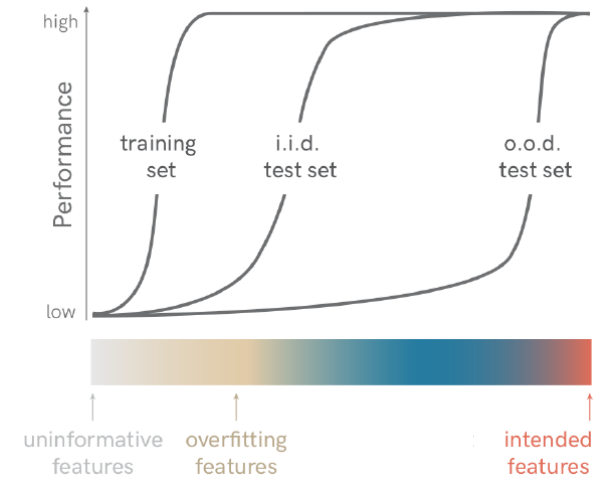 high
Performance
low
training
set
i.i.d.
test set
o.o.d.
test set
uninformative
features
overfitting
features
intended
features